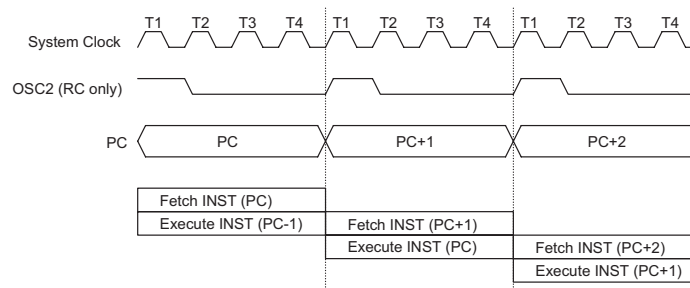 T1 T2 T3 T4 T1 T2 T3 T4 T1 T2 T3 T4
System Clock
OSC2 (RC only)
PC PC PC+1 PC+2
Fetch INST (PC)
Execute INST (PC-1) Fetch INST (PC+1)
Execute INST (PC) Fetch INST (PC+2)
Execute INST (PC+1)